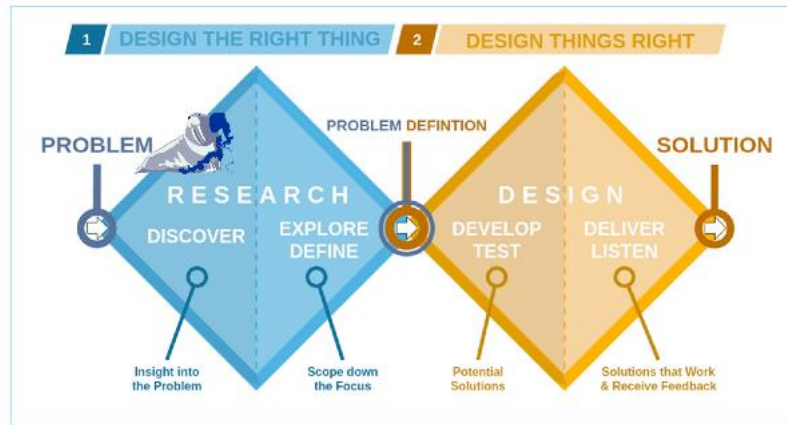 1 DESIGN THE RIGHT THING 2 DESIGN THINGS RIGHT
PROBLEM
PROBLEM DEFINTION
SOLUTION
RESEARCH
DESIGN
DISCOVER
EXPLORE
DEFINE
DEVELOP
TEST
DELIVER
LISTEN
Insight into
the Problem
Scope down
the Focus
Potential
Solutions
Solutions that Work
& Receive Feedback